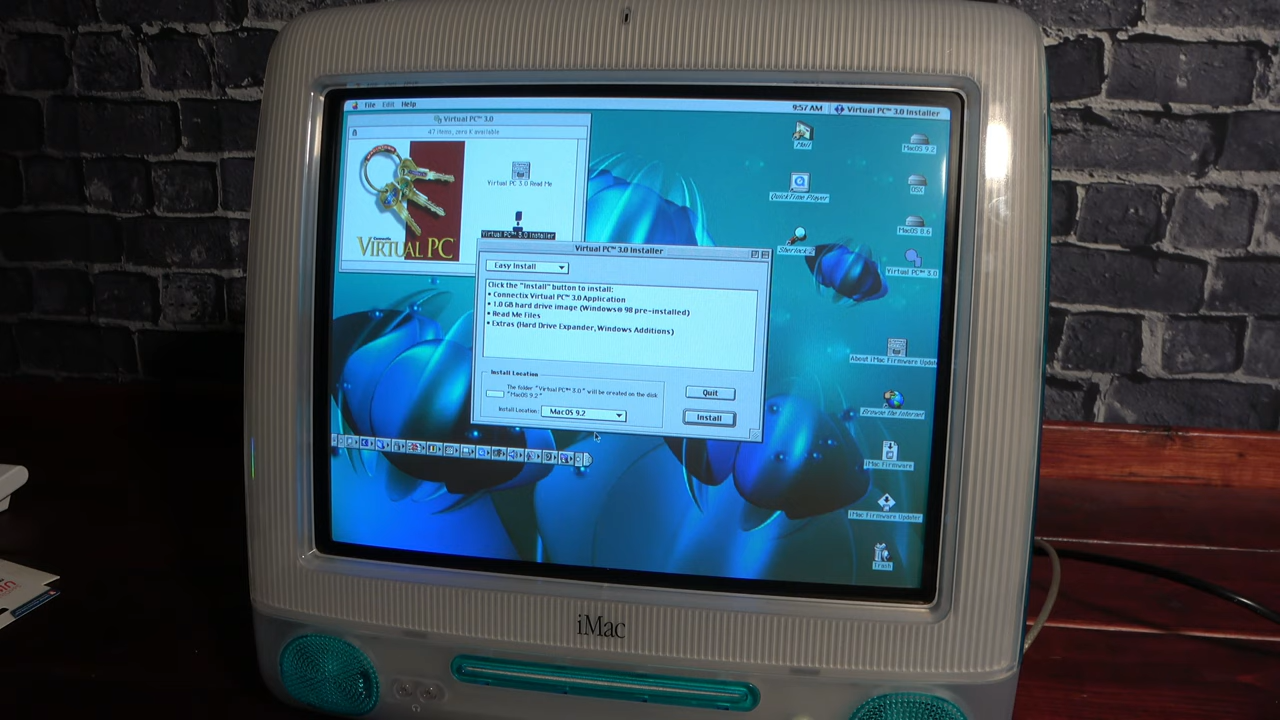 File Edit Help
9:57 AM Virtual PC™ 3.0 Installer
Virtual PC™ 3.0
47 items, zero K available
Virtual PC 3.0 Read Me
Virtual PC™ 3.0 Installer
Connectix
VIRTUAL PC
Mail
MacOS 9.2
QuickTime Player
OSX
Sherlock 2
MacOS 8.6
Virtual PC™ 3.0
About iMac Firmware Updat
Browse the Internet
iMac Firmware
iMac Firmware Updater
Trash
Virtual PC™ 3.0 Installer
Easy Install
Click the "Install" button to install:
• Connectix Virtual PC™ 3.0 Application
• 1.0 GB hard drive image (Windows® 98 pre-installed)
• Read Me Files
• Extras (Hard Drive Expander, Windows Additions)
Install Location
The folder "Virtual PC™ 3.0" will be created on the disk
"MacOS 9.2"
Install Location: MacOS 9.2
Quit
Install
iMac